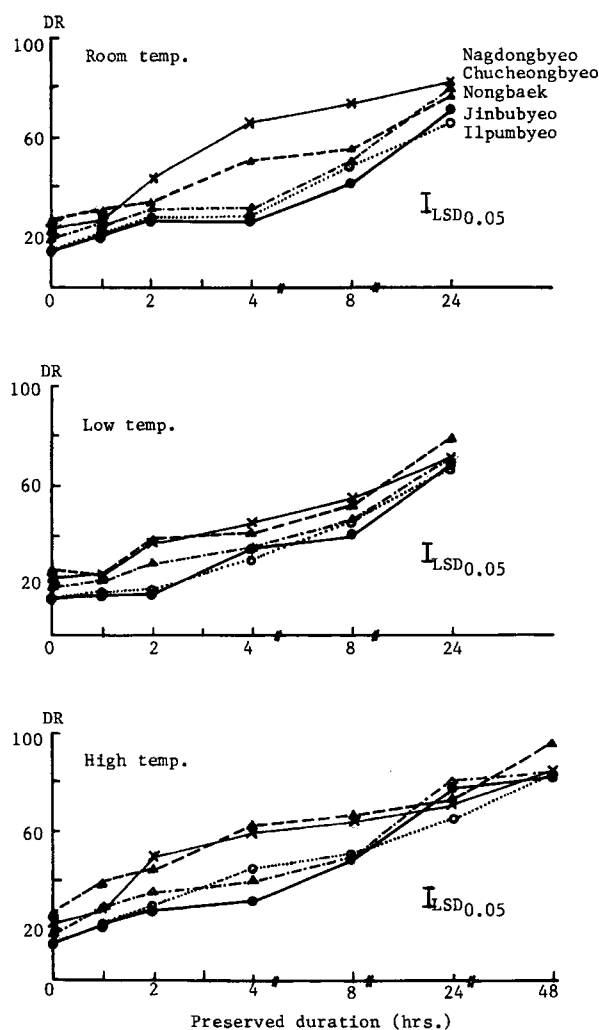 DR
100
Room temp.
60
20
Nagdongbyeo
Chucheongbyeo
Nongbaek
Jinbubyeo
Ilpumbyeo
LSD0.05
0 2 4 8 24
DR
100
Low temp.
60
20
LSD0.05
0 2 4 8 24
DR
100
High temp.
60
20
LSD0.05
0 2 4 8 24 48
Preserved duration (hrs.)